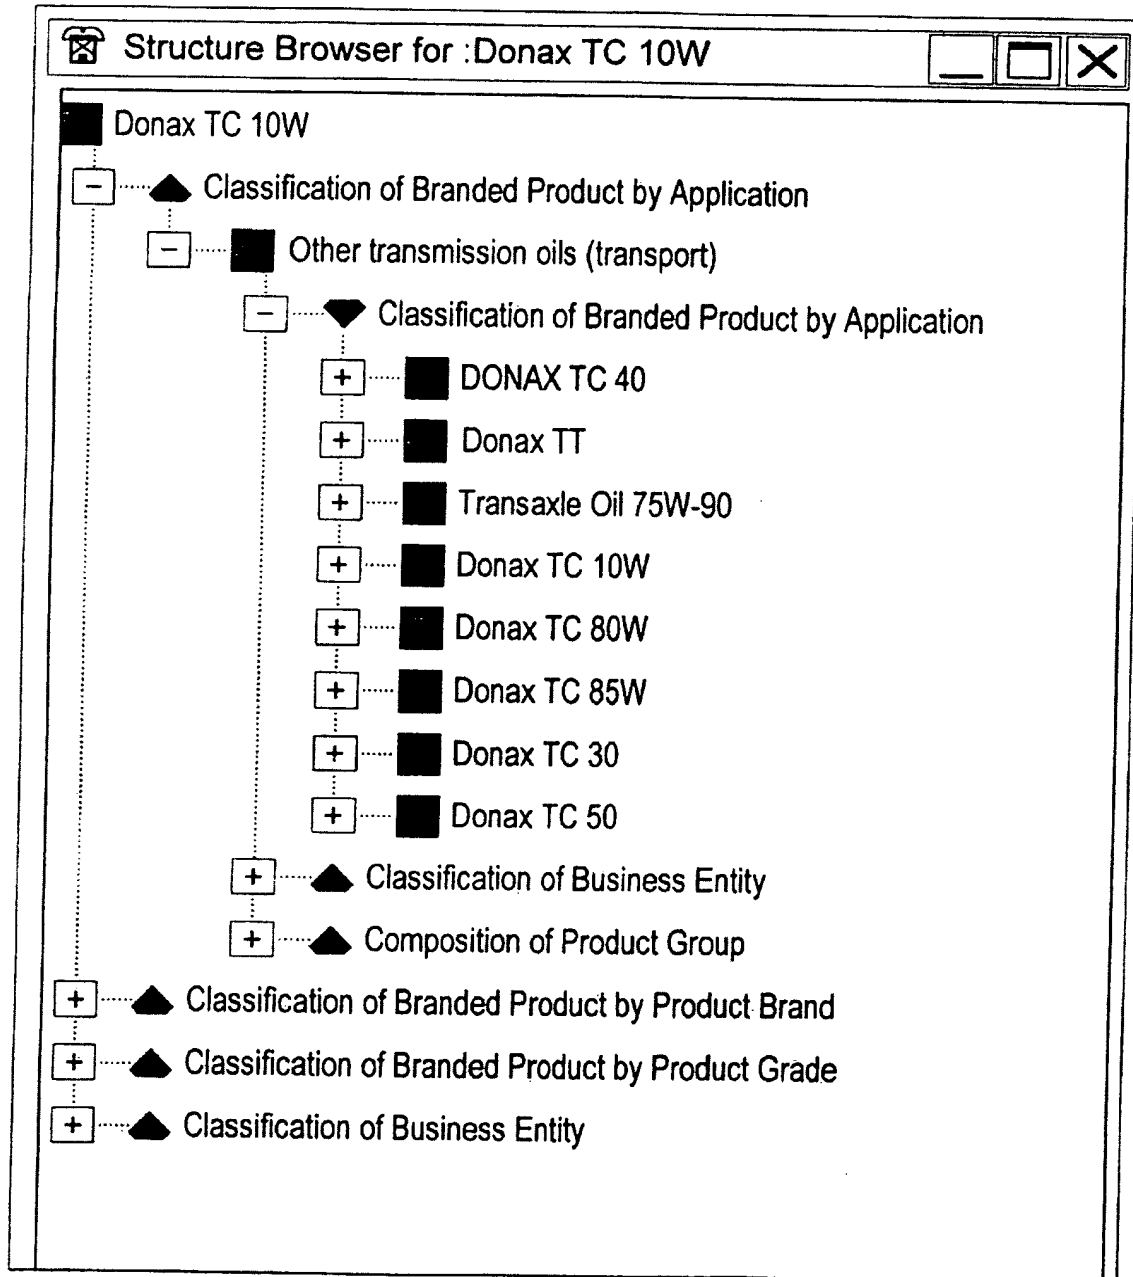 Structure Browser for :Donax TC 10W
Donax TC 10W
Classification of Branded Product by Application
Other transmission oils (transport)
Classification of Branded Product by Application
DONAX TC 40
Donax TT
Transaxle Oil 75W-90
Donax TC 10W
Donax TC 80W
Donax TC 85W
Donax TC 30
Donax TC 50
Classification of Business Entity
Composition of Product Group
Classification of Branded Product by Product Brand
Classification of Branded Product by Product Grade
Classification of Business Entity